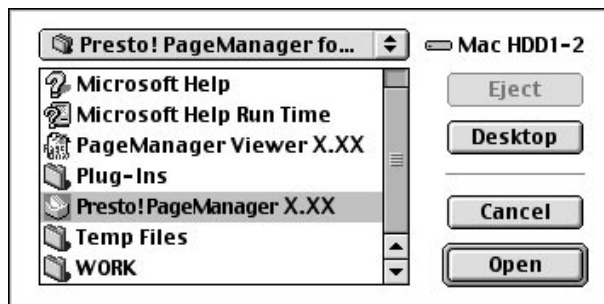 Presto! PageManager fo...
Mac HDD1-2
Microsoft Help
Microsoft Help Run Time
PageManager Viewer X.XX
Plug-Ins
Presto! PageManager X.XX
Temp Files
WORK
Eject
Desktop
Cancel
Open